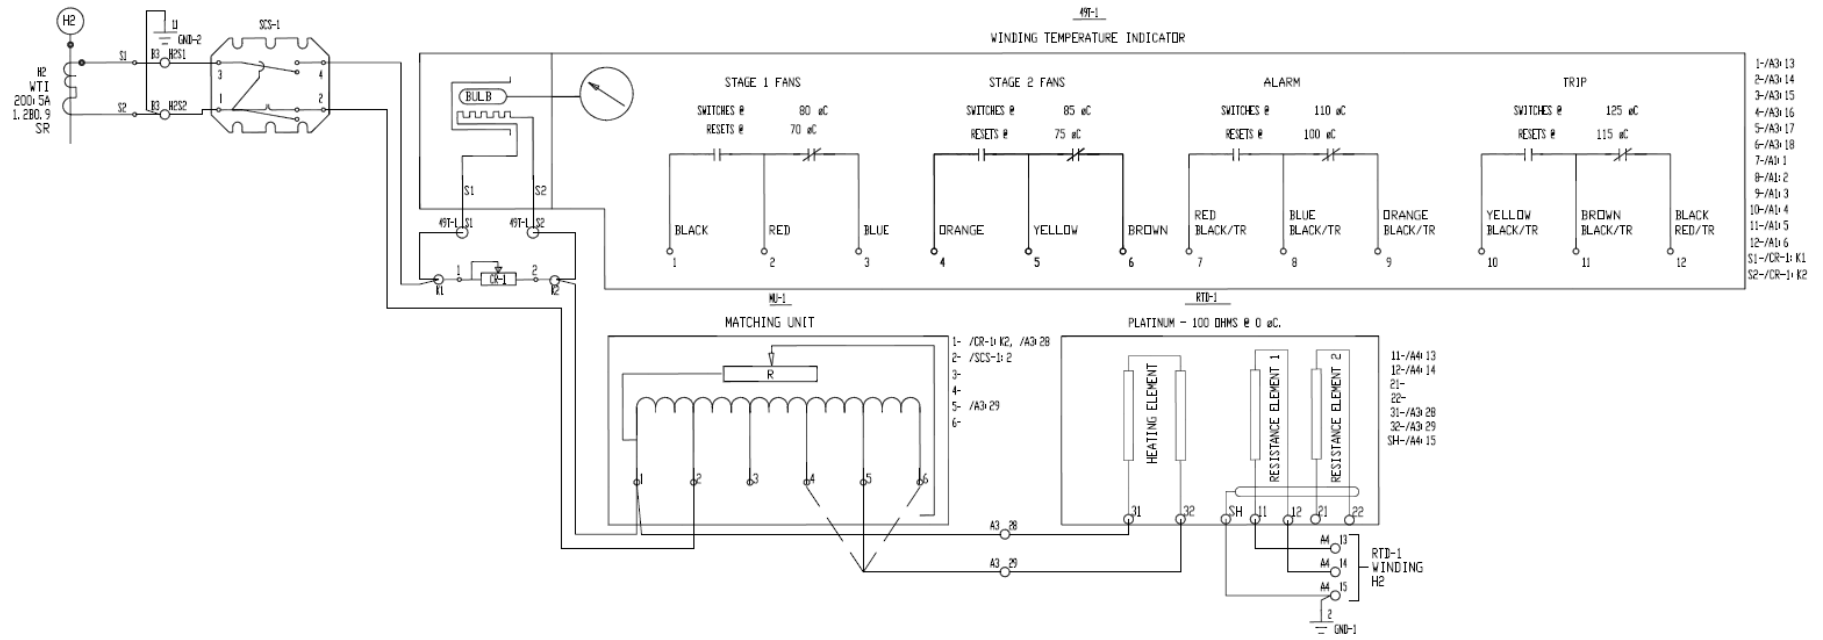 H2
S1
S2
B3
H2S1
B3
H2S2
GND-2
H2
WTI
200:5A
1.2B0.9
SR
SCS-1
3
4
1
2
49T-1
WINDING TEMPERATURE INDICATOR
BULB
S1
S2
49T-1
S1
49T-1
S2
K1
1
CR-1
2
K2
STAGE 1 FANS
SWITCHES @ 80 øC
RESETS @ 70 øC
BLACK
RED
BLUE
1
2
3
STAGE 2 FANS
SWITCHES @ 85 øC
RESETS @ 75 øC
ORANGE
YELLOW
BROWN
4
5
6
ALARM
SWITCHES @ 110 øC
RESETS @ 100 øC
RED
BLACK/TR
BLUE
BLACK/TR
ORANGE
BLACK/TR
7
8
9
TRIP
SWITCHES @ 125 øC
RESETS @ 115 øC
YELLOW
BLACK/TR
BROWN
BLACK/TR
BLACK
RED/TR
10
11
12
1-/A3:13
2-/A3:14
3-/A3:15
4-/A3:16
5-/A3:17
6-/A3:18
7-/A1:1
8-/A1:2
9-/A1:3
10-/A1:4
11-/A1:5
12-/A1:6
S1-/CR-1:K1
S2-/CR-1:K2
MU-1
MATCHING UNIT
R
1
2
3
4
5
6
1- /CR-1:K2, /A3:28
2- /SCS-1:2
3-
4-
5- /A3:29
6-
A3
28
A3
29
RTD-1
PLATINUM - 100 OHMS @ 0 øC.
HEATING ELEMENT
RESISTANCE ELEMENT 1
RESISTANCE ELEMENT 2
31
32
SH
11
12
21
22
11-/A4:13
12-/A4:14
21-
22-
31-/A3:28
32-/A3:29
SH-/A4:15
A4
13
A4
14
A4
15
RTD-1
WINDING
H2
2
GND-1